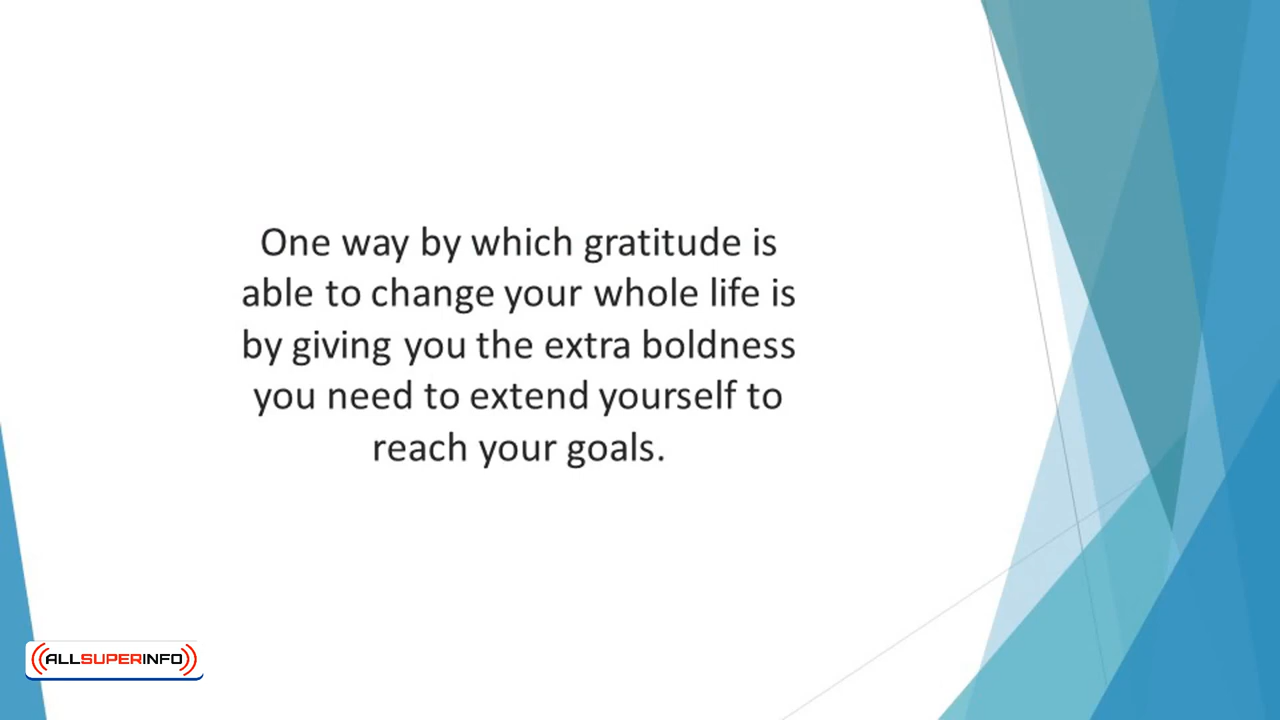 One way by which gratitude is
able to change your whole life is
by giving you the extra boldness
you need to extend yourself to
reach your goals.
ALLSUPERINFO